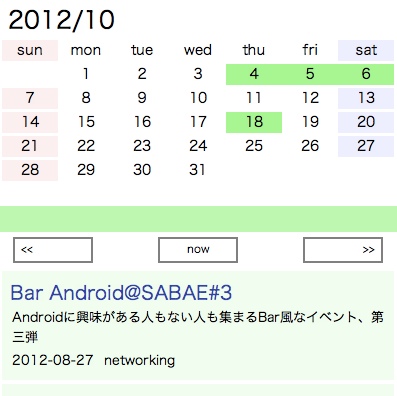 2012/10
sun mon tue wed thu fri sat
1 2 3 4 5 6
7 8 9 10 11 12 13
14 15 16 17 18 19 20
21 22 23 24 25 26 27
28 29 30 31
<< now >>
Bar Android@SABAE#3
Androidに興味がある人もない人も集まるBar風なイベント、第
三弾
2012-08-27 networking